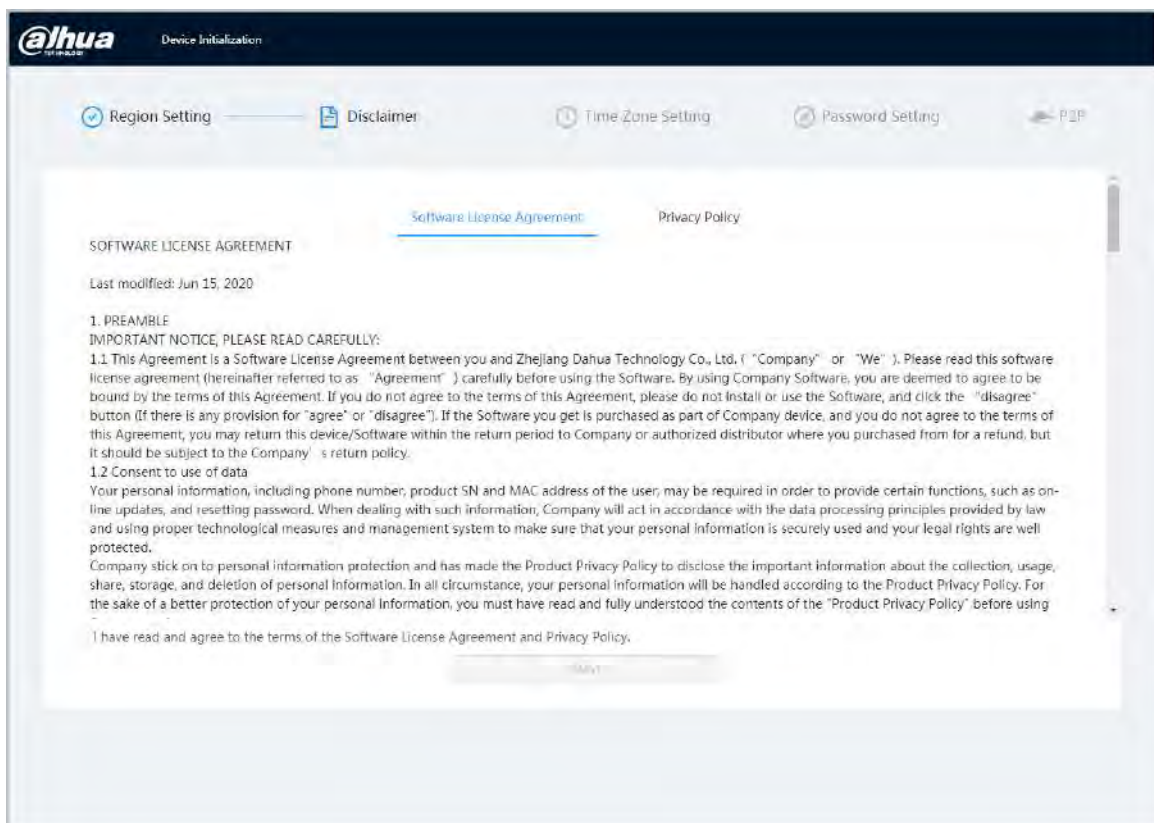 alhua
TECHNOLOGY
Device Initialization
Region Setting
Disclaimer
Time Zone Setting
Password Setting
P2P
Software License Agreement
Privacy Policy
SOFTWARE LICENSE AGREEMENT
Last modified: Jun 15, 2020
1. PREAMBLE
IMPORTANT NOTICE, PLEASE READ CAREFULLY:
1.1 This Agreement is a Software License Agreement between you and Zhejiang Dahua Technology Co., Ltd. ( "Company" or "We" ). Please read this software
license agreement (hereinafter referred to as "Agreement" ) carefully before using the Software. By using Company Software, you are deemed to agree to be
bound by the terms of this Agreement. If you do not agree to the terms of this Agreement, please do not install or use the Software, and click the "disagree"
button (If there is any provision for "agree" or "disagree"). If the Software you get is purchased as part of Company device, and you do not agree to the terms of
this Agreement, you may return this device/Software within the return period to Company or authorized distributor where you purchased from for a refund, but
it should be subject to the Company' s return policy.
1.2 Consent to use of data
Your personal information, including phone number, product SN and MAC address of the user, may be required in order to provide certain functions, such as on-
line updates, and resetting password. When dealing with such information, Company will act in accordance with the data processing principles provided by law
and using proper technological measures and management system to make sure that your personal information is securely used and your legal rights are well
protected.
Company stick on to personal information protection and has made the Product Privacy Policy to disclose the important information about the collection, usage,
share, storage, and deletion of personal information. In all circumstance, your personal information will be handled according to the Product Privacy Policy. For
the sake of a better protection of your personal information, you must have read and fully understood the contents of the "Product Privacy Policy" before using
I have read and agree to the terms of the Software License Agreement and Privacy Policy.